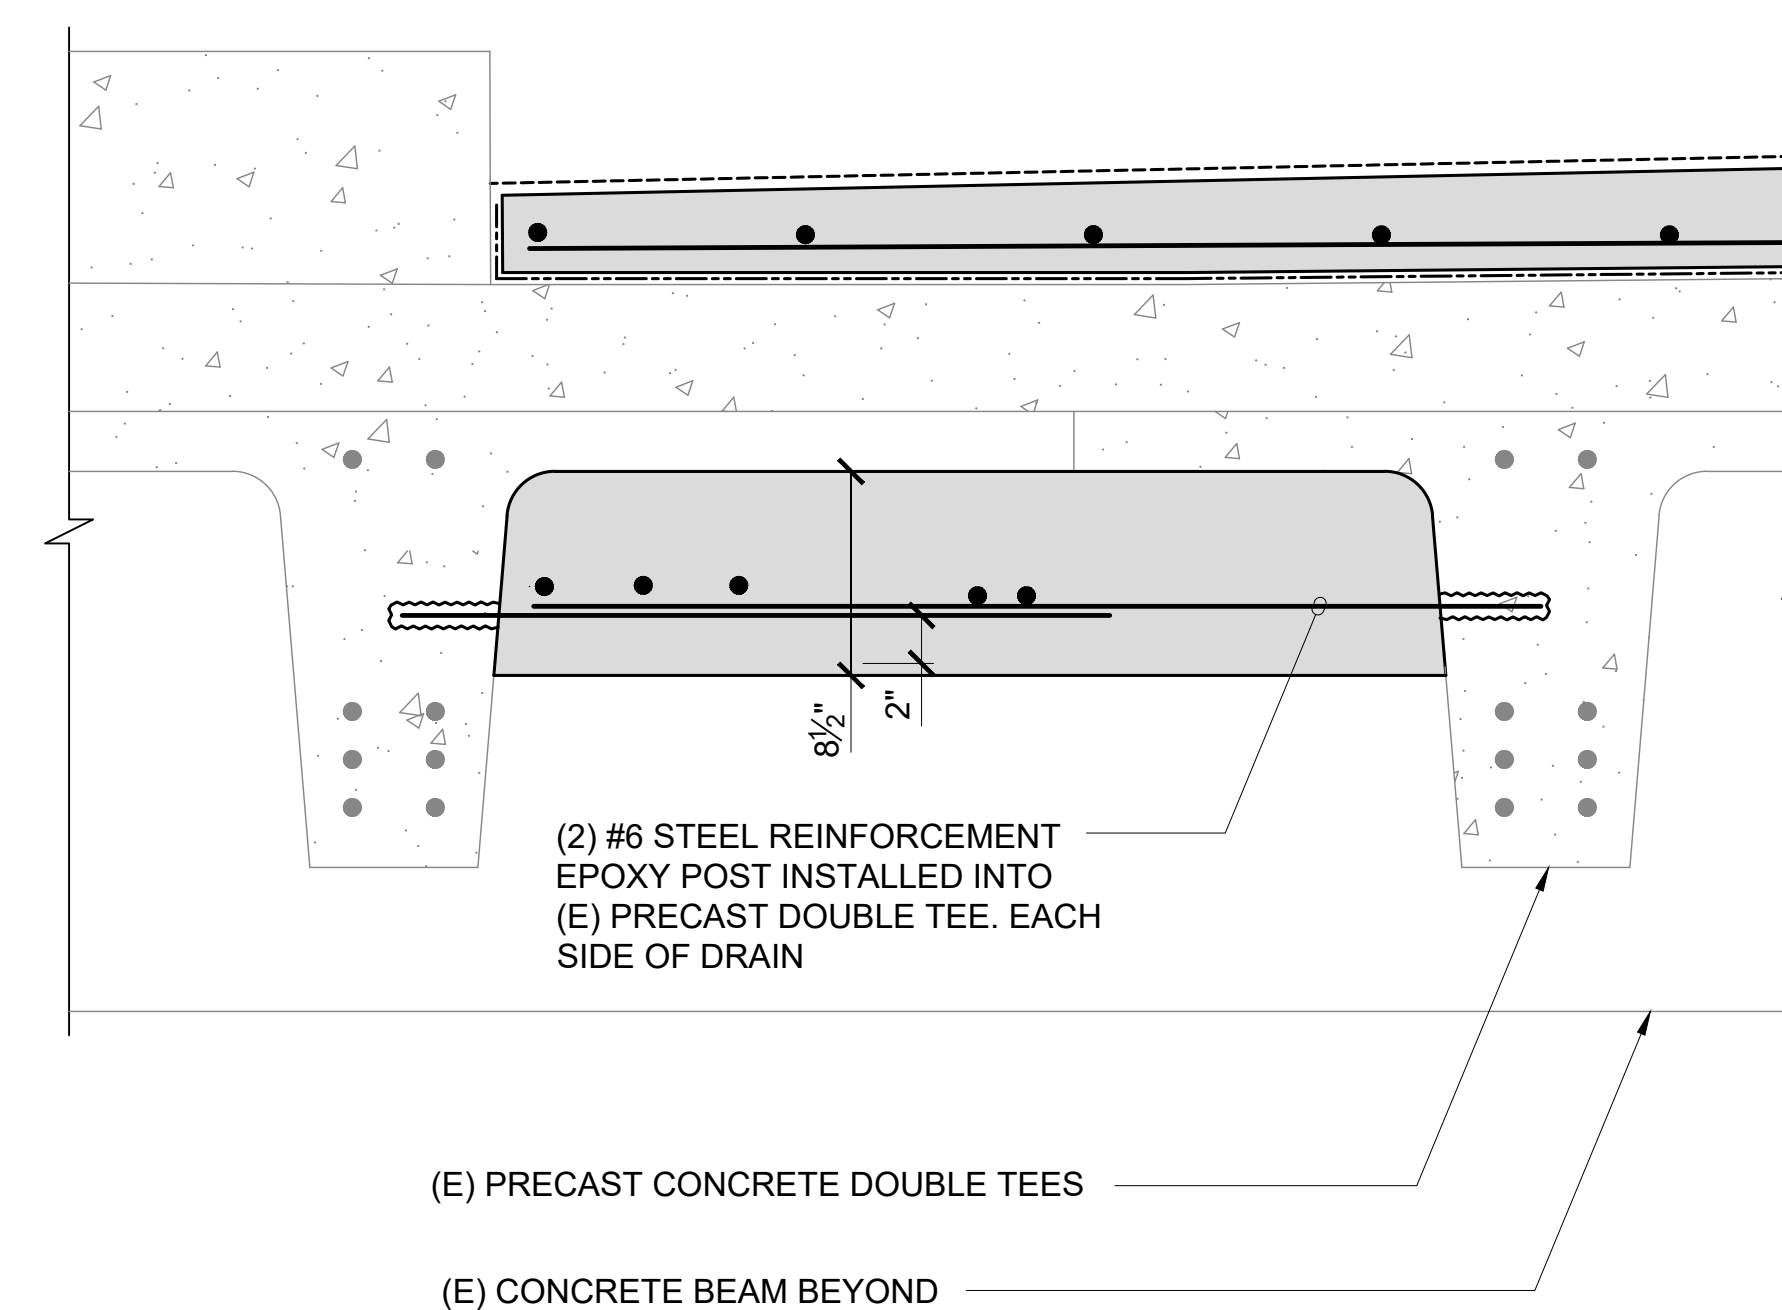 8½"
2"
(2) #6 STEEL REINFORCEMENT
EPOXY POST INSTALLED INTO
(E) PRECAST DOUBLE TEE. EACH
SIDE OF DRAIN
(E) PRECAST CONCRETE DOUBLE TEES
(E) CONCRETE BEAM BEYOND